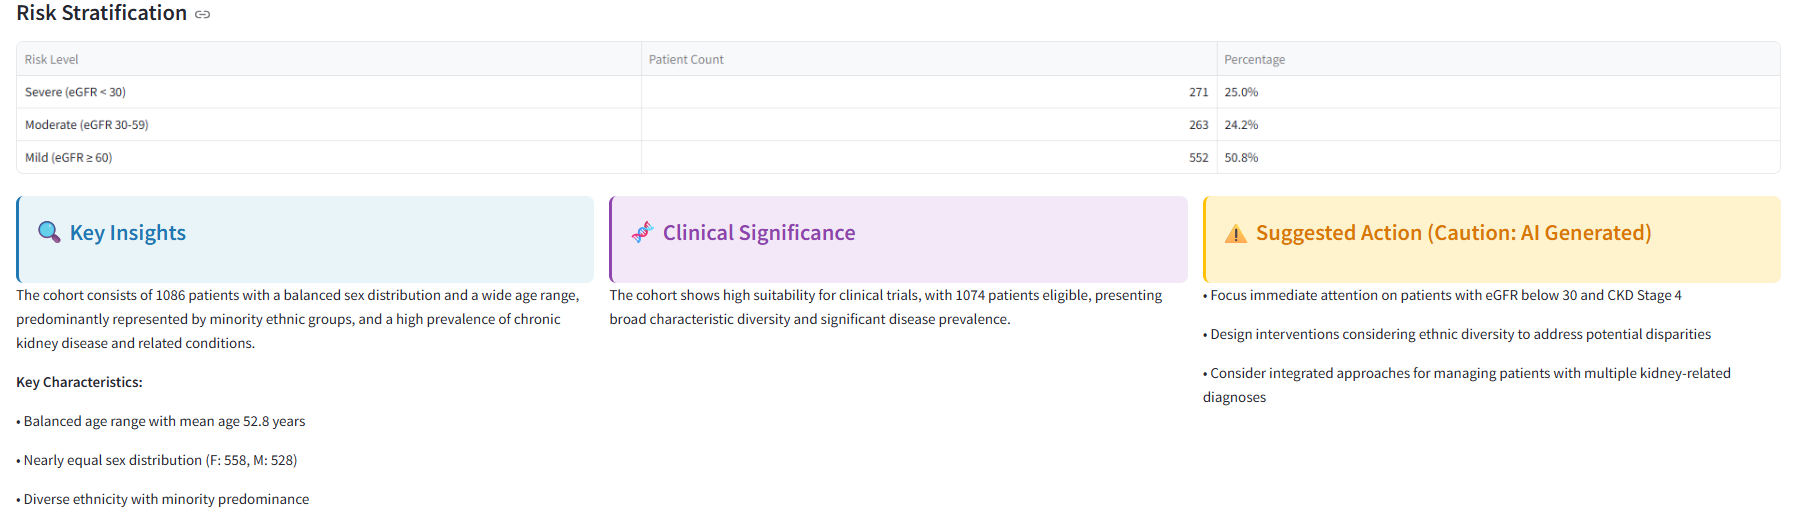 Risk Stratification
Risk Level Patient Count Percentage
Severe (eGFR < 30) 271 25.0%
Moderate (eGFR 30-59) 263 24.2%
Mild (eGFR ≥ 60) 552 50.8%
Key Insights
The cohort consists of 1086 patients with a balanced sex distribution and a wide age range,
predominantly represented by minority ethnic groups, and a high prevalence of chronic
kidney disease and related conditions.
Key Characteristics:
• Balanced age range with mean age 52.8 years
• Nearly equal sex distribution (F: 558, M: 528)
• Diverse ethnicity with minority predominance
Clinical Significance
The cohort shows high suitability for clinical trials, with 1074 patients eligible, presenting
broad characteristic diversity and significant disease prevalence.
Suggested Action (Caution: AI Generated)
• Focus immediate attention on patients with eGFR below 30 and CKD Stage 4
• Design interventions considering ethnic diversity to address potential disparities
• Consider integrated approaches for managing patients with multiple kidney-related
diagnoses